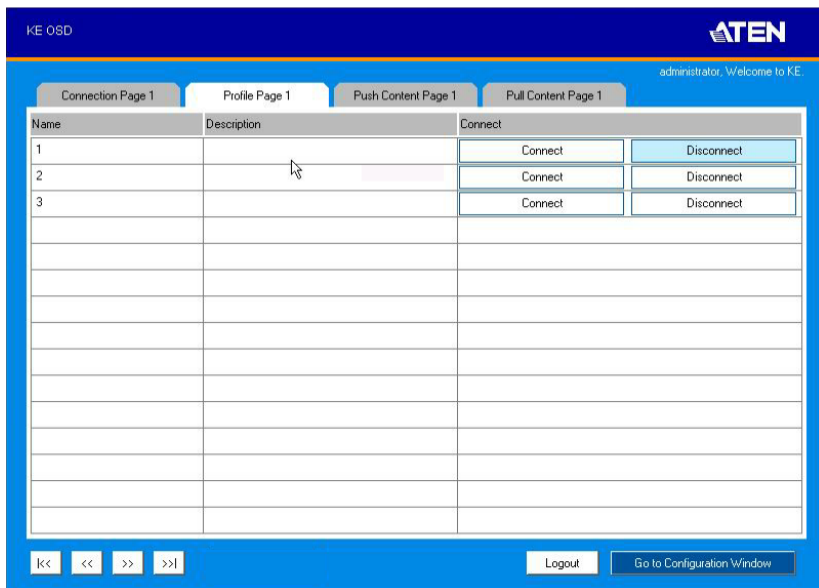 KE OSD
ATEN
administrator, Welcome to KE.
Connection Page 1 Profile Page 1 Push Content Page 1 Pull Content Page 1
Name Description Connect
1 Connect Disconnect
2 Connect Disconnect
3 Connect Disconnect
|<< << >> >>| Logout Go to Configuration Window